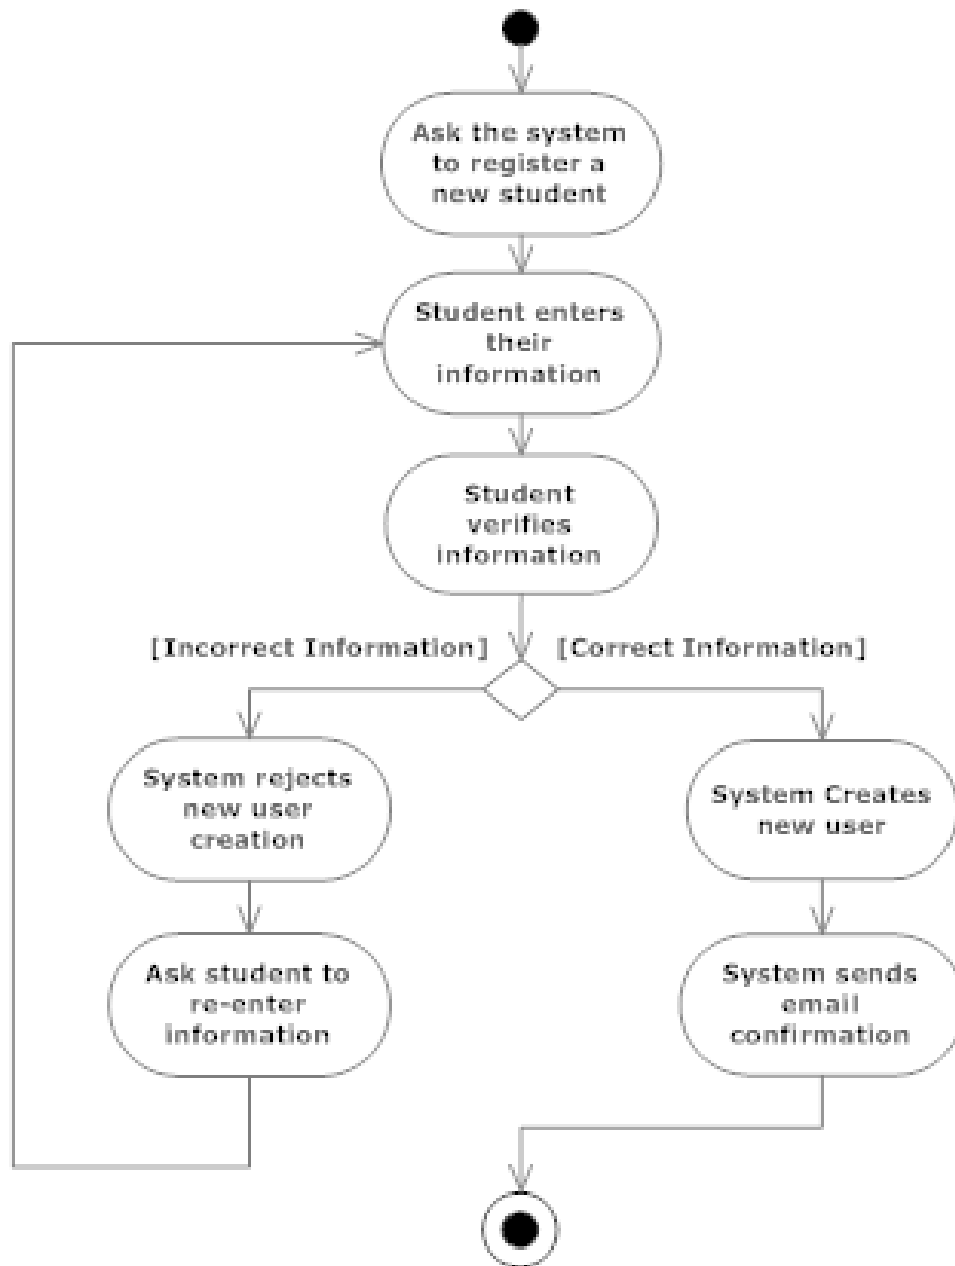 Ask the system
to register a
new student
Student enters
their
information
Student
verifies
information
[Incorrect Information]
[Correct Information]
System rejects
new user
creation
System Creates
new user
Ask student to
re-enter
information
System sends
email
confirmation